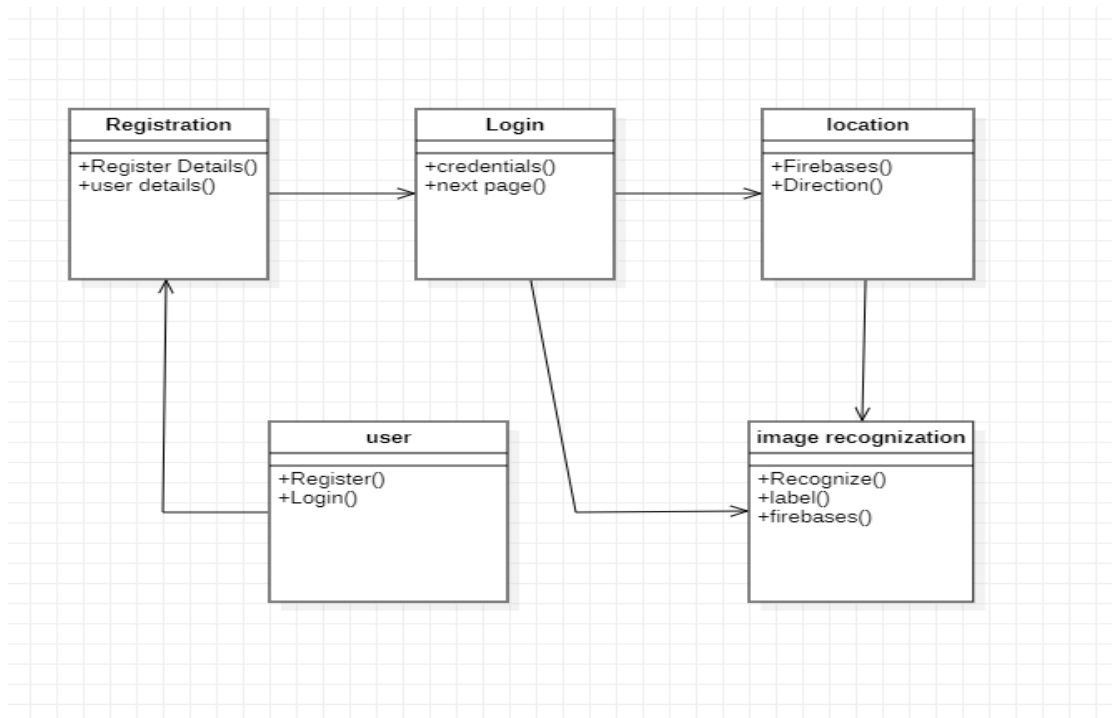 Registration
+Register Details()
+user details()
Login
+credentials()
+next page()
location
+Firebases()
+Direction()
user
+Register()
+Login()
image recognization
+Recognize()
+label()
+firebases()